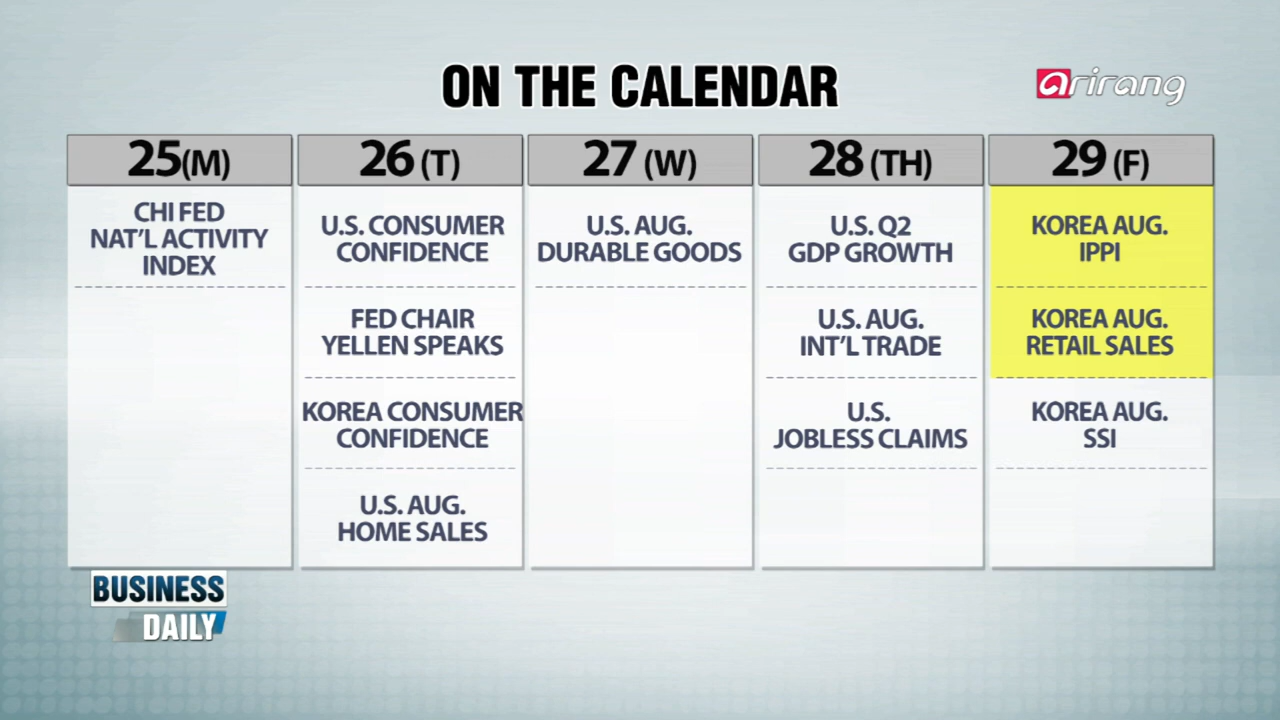 ON THE CALENDAR
arirang
25(M)
CHI FED
NAT'L ACTIVITY
INDEX
26 (T)
U.S. CONSUMER
CONFIDENCE
FED CHAIR
YELLEN SPEAKS
KOREA CONSUMER
CONFIDENCE
U.S. AUG.
HOME SALES
27 (W)
U.S. AUG.
DURABLE GOODS
28 (TH)
U.S. Q2
GDP GROWTH
U.S. AUG.
INT'L TRADE
U.S.
JOBLESS CLAIMS
29 (F)
KOREA AUG.
IPPI
KOREA AUG.
RETAIL SALES
KOREA AUG.
SSI
BUSINESS
DAILY